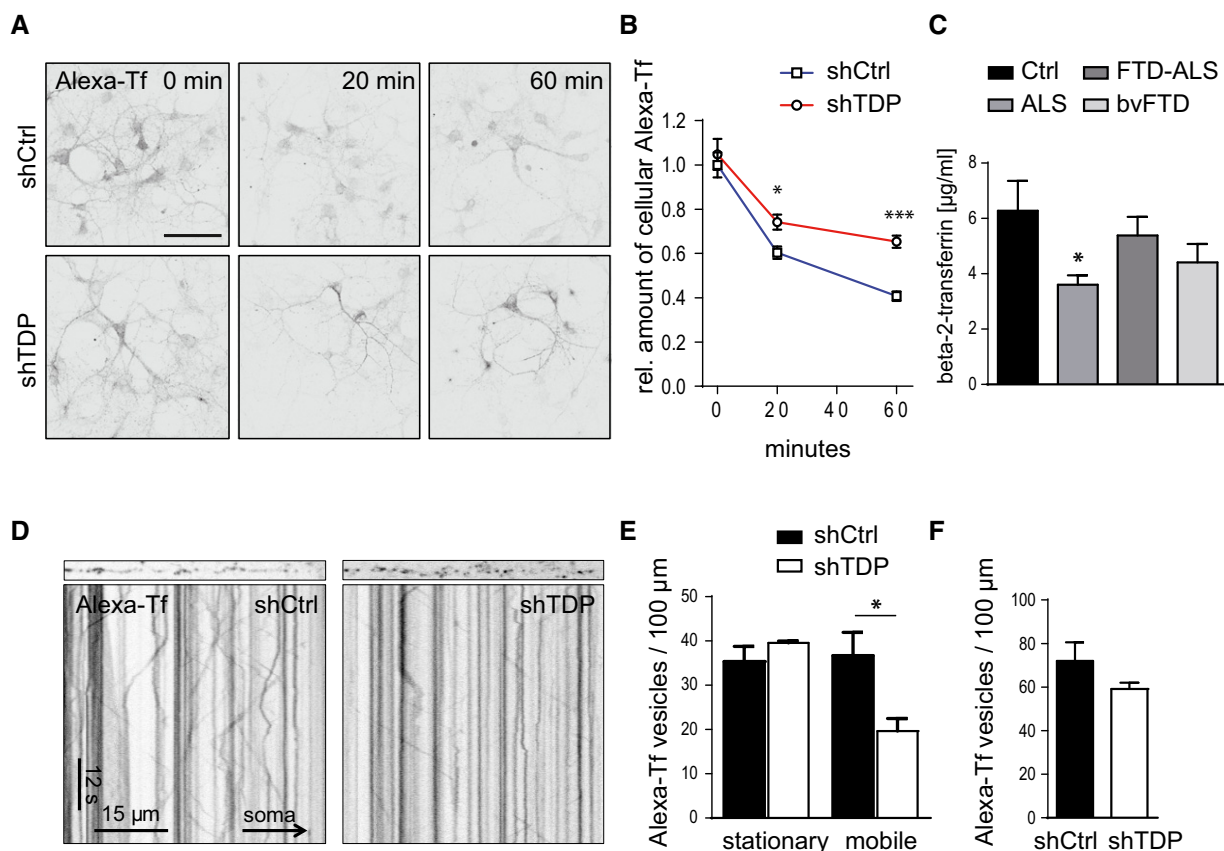 A
Alexa-Tf 0 min
20 min
60 min
shCtrl
shTDP
B
shCtrl
shTDP
rel. amount of cellular Alexa-Tf
1.2
1.0
0.8
0.6
0.4
0.2
0.0
*
***
0 20 40 60
minutes
C
Ctrl
FTD-ALS
ALS
bvFTD
beta-2-transferrin [µg/ml]
8
6
4
2
0
*
D
Alexa-Tf shCtrl
shTDP
12 s
15 µm
soma
E
shCtrl
shTDP
Alexa-Tf vesicles / 100 µm
50
40
30
20
10
0
*
stationary mobile
F
Alexa-Tf vesicles / 100 µm
100
80
60
40
20
0
shCtrl shTDP